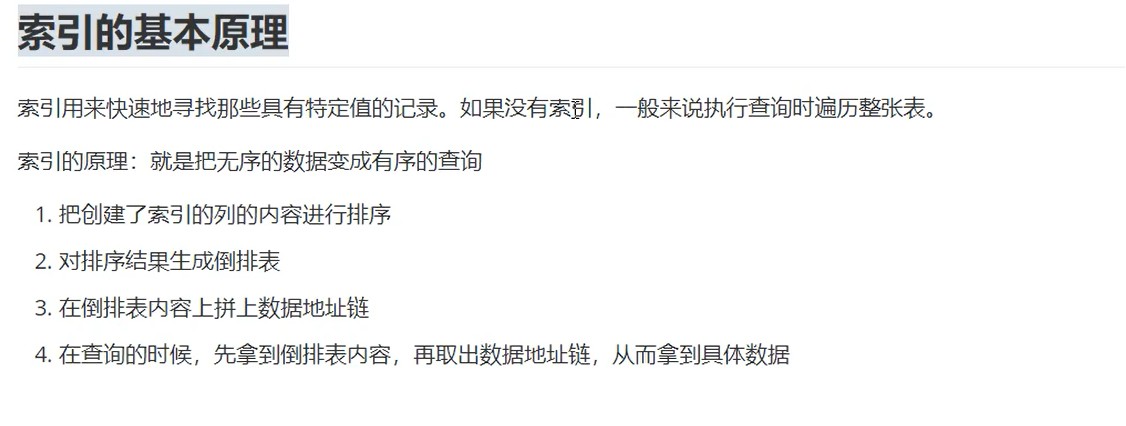 索引的基本原理
索引用来快速地寻找那些具有特定值的记录。如果没有索引，一般来说执行查询时遍历整张表。
索引的原理：就是把无序的数据变成有序的查询
1. 把创建了索引的列的内容进行排序
2. 对排序结果生成倒排表
3. 在倒排表内容上拼上数据地址链
4. 在查询的时候，先拿到倒排表内容，再取出数据地址链，从而拿到具体数据